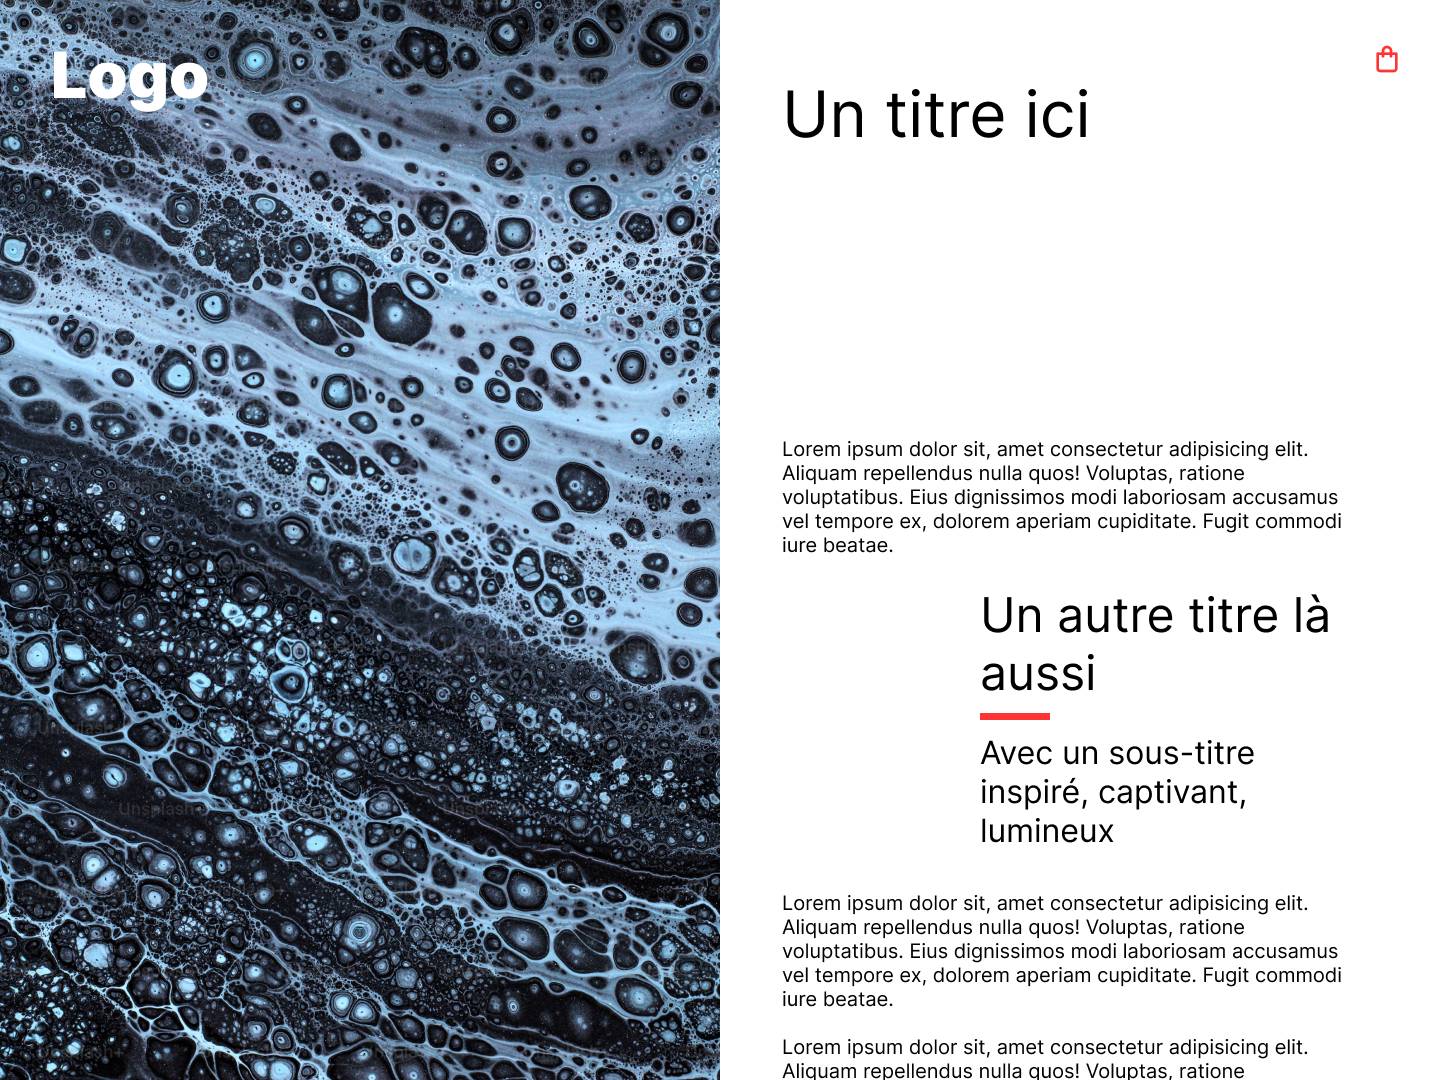 Logo
Un titre ici
Lorem ipsum dolor sit, amet consectetur adipisicing elit.
Aliquam repellendus nulla quos! Voluptas, ratione
voluptatibus. Eius dignissimos modi laboriosam accusamus
vel tempore ex, dolorem aperiam cupiditate. Fugit commodi
iure beatae.
Un autre titre là
aussi
Avec un sous-titre
inspiré, captivant,
lumineux
Lorem ipsum dolor sit, amet consectetur adipisicing elit.
Aliquam repellendus nulla quos! Voluptas, ratione
voluptatibus. Eius dignissimos modi laboriosam accusamus
vel tempore ex, dolorem aperiam cupiditate. Fugit commodi
iure beatae.
Lorem ipsum dolor sit, amet consectetur adipisicing elit.
Aliquam repellendus nulla quos! Voluptas, ratione